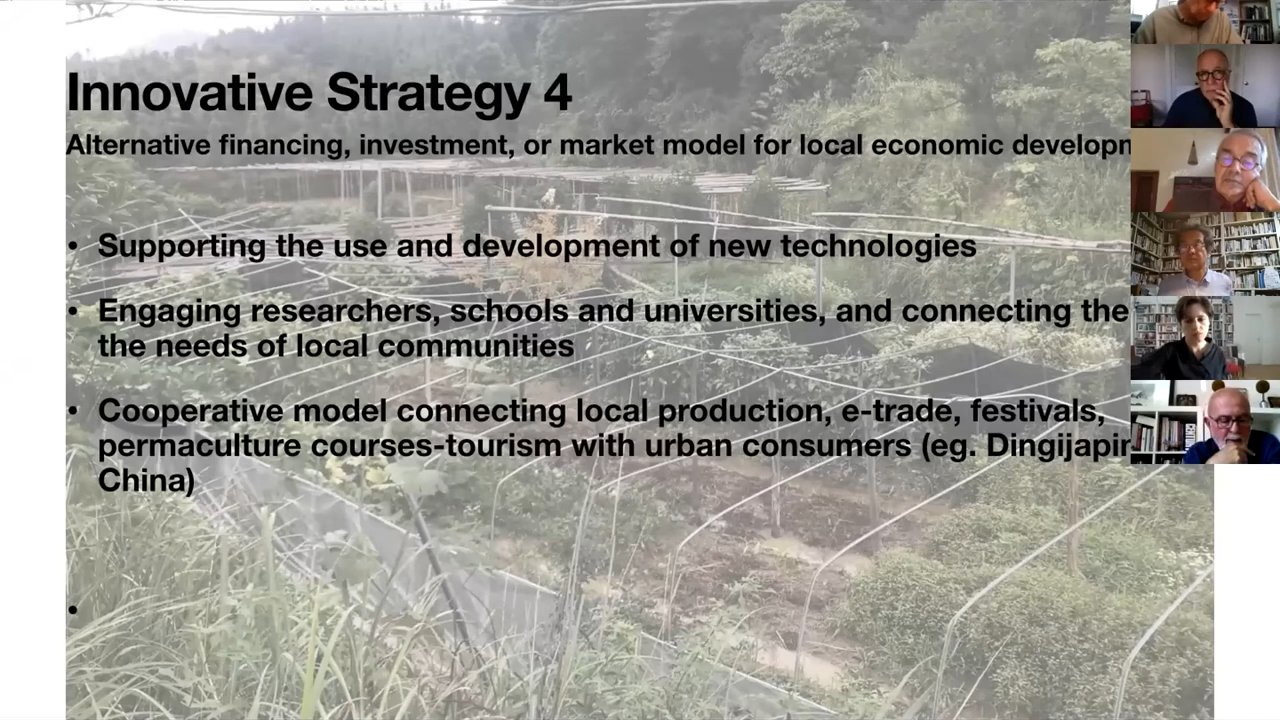 Innovative Strategy 4
Alternative financing, investment, or market model for local economic developm
• Supporting the use and development of new technologies
• Engaging researchers, schools and universities, and connecting the
the needs of local communities
• Cooperative model connecting local production, e-trade, festivals,
permaculture courses-tourism with urban consumers (eg. Dingijapin
China)
•